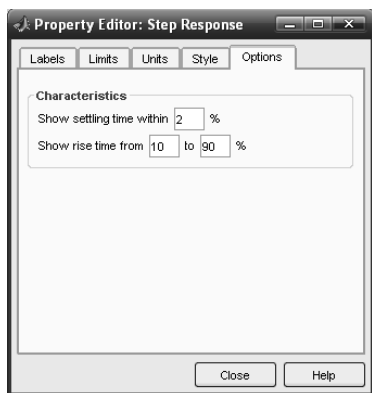 Property Editor: Step Response
Labels Limits Units Style Options
Characteristics
Show settling time within 2 %
Show rise time from 10 to 90 %
Close Help